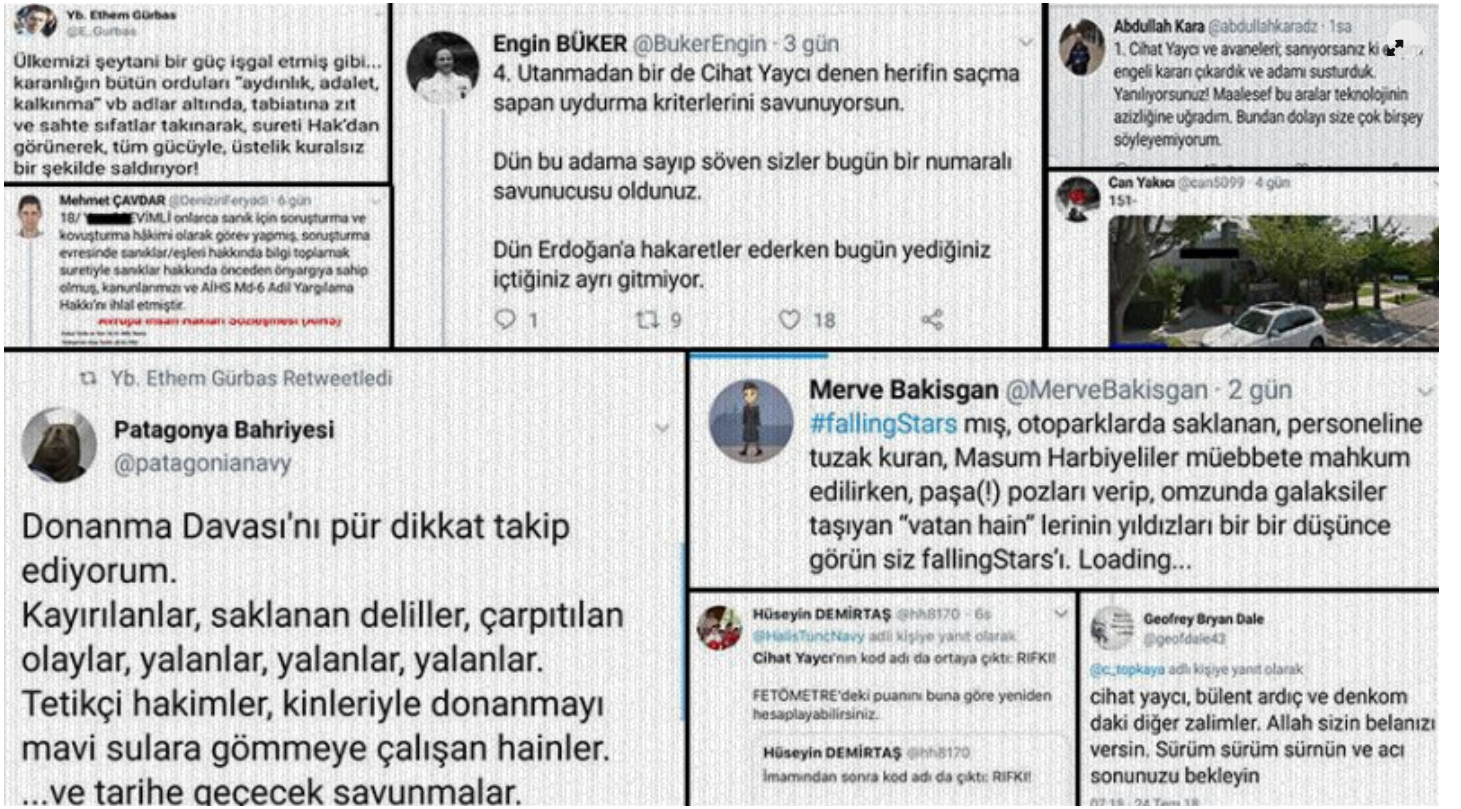 Yb. Ethem Gürbas
@E_Gurbas
Ülkemizi şeytani bir güç işgal etmiş gibi...
karanlığın bütün orduları "aydınlık, adalet,
kalkınma" vb adlar altında, tabiatına zıt
ve sahte sıfatlar takınarak, sureti Hak'dan
görünerek, tüm gücüyle, üstelik kuralsız
bir şekilde saldırıyor!
Mehmet ÇAVDAR @DenizinFeryadi · 6 gün
18/ Y EVİMLİ onlarca sanık için soruşturma ve
kovuşturma hâkimi olarak görev yapmış, soruşturma
evresinde sanıklar/eşleri hakkında bilgi toplamak
suretiyle sanıklar hakkında önceden önyargıya sahip
olmuş, kanunlarımızı ve AİHS Md-6 Adil Yargılama
Hakkı'nı ihlal etmiştir.
Avrupa İnsan Hakları Sözleşmesi (AİHS)
Engin BÜKER @BukerEngin · 3 gün
4. Utanmadan bir de Cihat Yaycı denen herifin saçma
sapan uydurma kriterlerini savunuyorsun.
Dün bu adama sayıp söven sizler bugün bir numaralı
savunucusu oldunuz.
Dün Erdoğan'a hakaretler ederken bugün yediğiniz
içtiğiniz ayrı gitmiyor.
1 9 18
Abdullah Kara @abdullahkaradz · 1sa
1. Cihat Yaycı ve avaneleri; sanıyorsanız ki
engeli kararı çıkardık ve adamı susturduk.
Yanılıyorsunuz! Maalesef bu aralar teknolojinin
azizliğine uğradım. Bundan dolayı size çok birşey
söyleyemiyorum.
Can Yakıcı @can5099 · 4 gün
151-
Yb. Ethem Gürbas Retweetledi
Patagonya Bahriyesi
@patagonianavy
Donanma Davası'nı pür dikkat takip
ediyorum.
Kayırılanlar, saklanan deliller, çarpıtılan
olaylar, yalanlar, yalanlar, yalanlar.
Tetikçi hakimler, kinleriyle donanmayı
mavi sulara gömmeye çalışan hainler.
...ve tarihe geçecek savunmalar.
Merve Bakisgan @MerveBakisgan · 2 gün
#fallingStars mış, otoparklarda saklanan, personeline
tuzak kuran, Masum Harbiyeliler müebbete mahkum
edilirken, paşa(!) pozları verip, omzunda galaksiler
taşıyan "vatan hain" lerinin yıldızları bir bir düşünce
görün siz fallingStars'ı. Loading...
Hüseyin DEMİRTAŞ @hh8170 · 6s
@HalisTuncNavy adlı kişiye yanıt olarak
Cihat Yaycı'nın kod adı da ortaya çıktı: RIFKI!
FETÖMETRE'deki puanını buna göre yeniden
hesaplayabilirsiniz.
Hüseyin DEMİRTAŞ @hh8170
İmamından sonra kod adı da çıktı: RIFKI!
Geofrey Bryan Dale
@geofdale43
@c_topkaya adlı kişiye yanıt olarak
cihat yaycı, bülent ardıç ve denkom
daki diğer zalimler. Allah sizin belanızı
versin. Sürüm sürüm sürnün ve acı
sonunuzu bekleyin
07:18 · 24 Tem 18